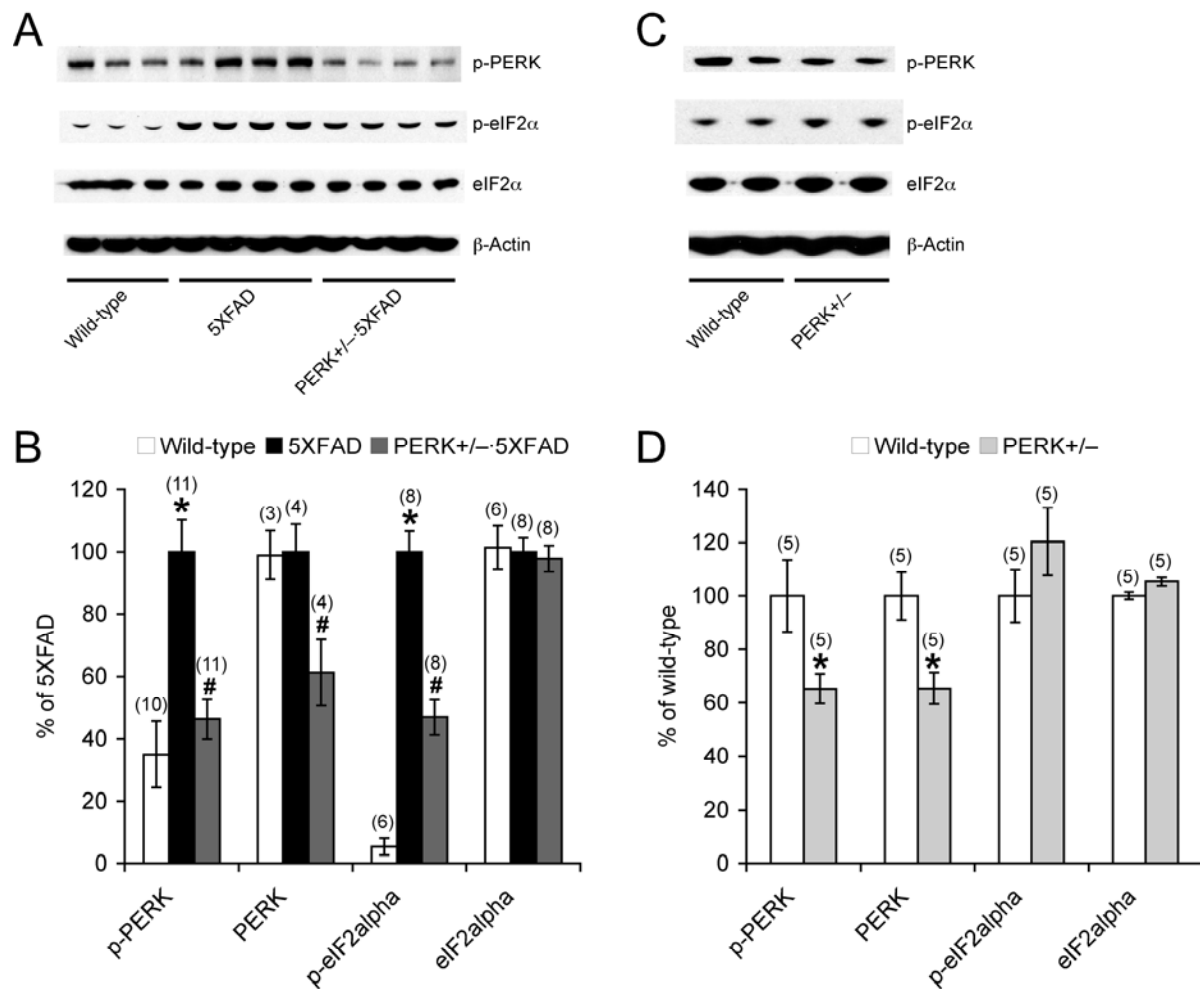 A
p-PERK
p-eIF2α
eIF2α
β-Actin
Wild-type
5XFAD
PERK+/–·5XFAD
C
p-PERK
p-eIF2α
eIF2α
β-Actin
Wild-type
PERK+/–
B
Wild-type 5XFAD PERK+/–·5XFAD
% of 5XFAD
120
100
80
60
40
20
0
(10)
(11)
*
(11)
#
(3)
(4)
(4)
#
(6)
(8)
*
(8)
#
(6)
(8)
(8)
p-PERK
PERK
p-eIF2alpha
eIF2alpha
D
Wild-type PERK+/–
% of wild-type
140
120
100
80
60
40
20
0
(5)
(5)
*
(5)
(5)
*
(5)
(5)
(5)
(5)
p-PERK
PERK
p-eIF2alpha
eIF2alpha